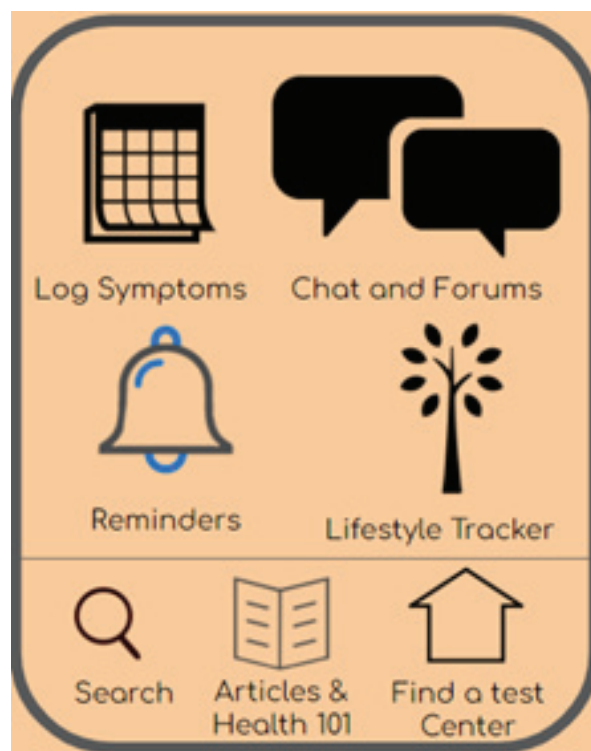 Log Symptoms
Chat and Forums
Reminders
Lifestyle Tracker
Search
Articles &
Health 101
Find a test
Center